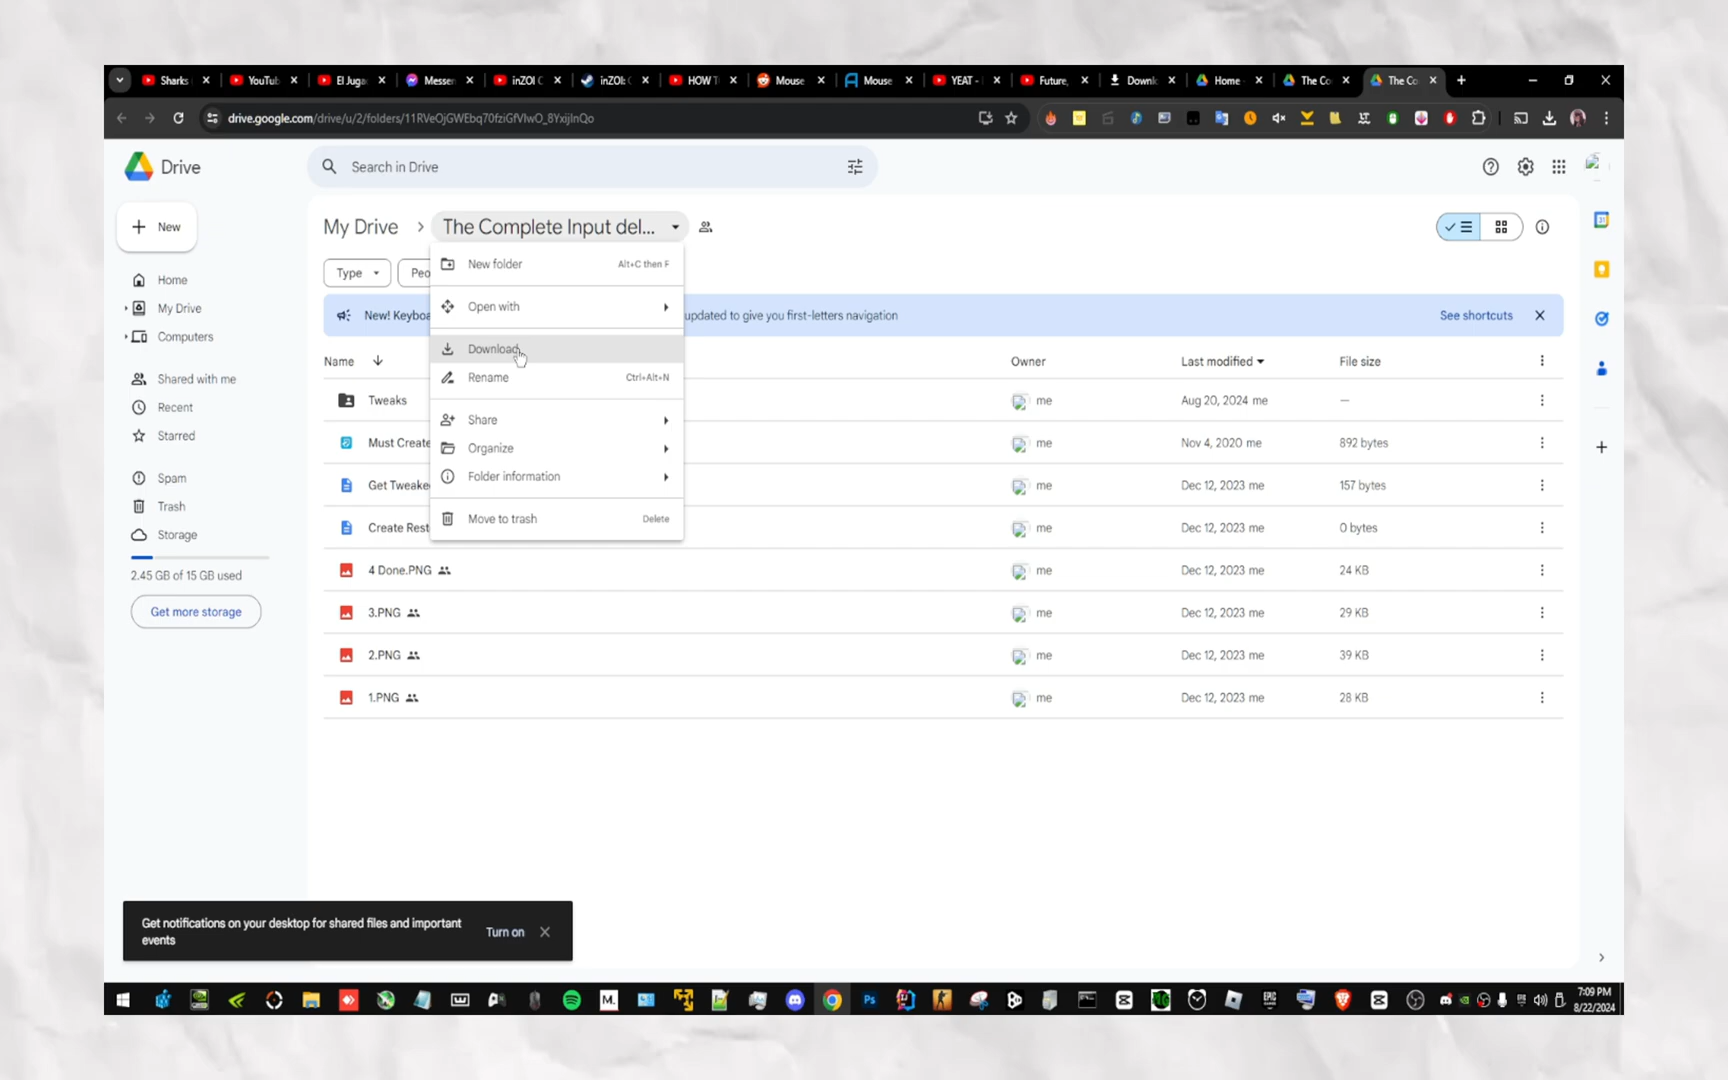 Sharks
YouTub
El Juga
Messen
inZOI C
inZOI:
HOW T
Mouse
Mouse
YEAT -
Future,
Downlo
Home
The Co
The Co
drive.google.com/drive/u/2/folders/
Drive
Search in Drive
New
My Drive
The Complete Input del...
Home
My Drive
Computers
Shared with me
Recent
Starred
Spam
Trash
Storage
2.45 GB of 15 GB used
Get more storage
Type
Peo
New folder Alt+C then F
Open with
Download
Rename Ctrl+Alt+N
Share
Organize
Folder information
Move to trash Delete
New! Keyboa
updated to give you first-letters navigation
See shortcuts
Name Owner Last modified File size
Tweaks me Aug 20, 2024 me —
Must Create me Nov 4, 2020 me 892 bytes
Get Tweake me Dec 12, 2023 me 157 bytes
Create Rest me Dec 12, 2023 me 0 bytes
4 Done.PNG me Dec 12, 2023 me 24 KB
3.PNG me Dec 12, 2023 me 29 KB
2.PNG me Dec 12, 2023 me 39 KB
1.PNG me Dec 12, 2023 me 28 KB
Get notifications on your desktop for shared files and important
events
Turn on
M.
Ps
EPIC
7:09 PM
8/22/2024